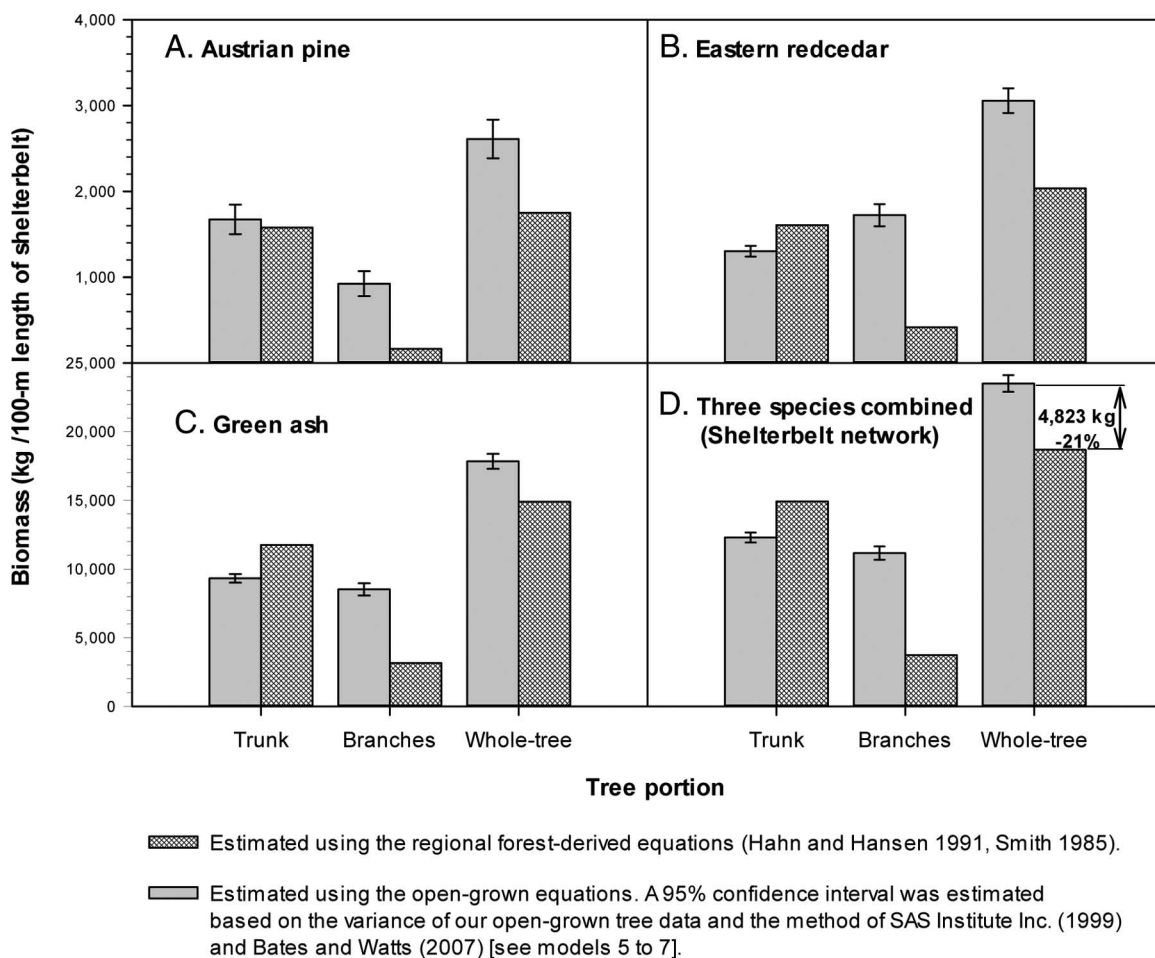 Biomass (kg /100-m length of shelterbelt)
4,000
3,000
2,000
1,000
A. Austrian pine
B. Eastern redcedar
25,000
20,000
15,000
10,000
5,000
0
C. Green ash
D. Three species combined
(Shelterbelt network)
4,823 kg
-21%
Trunk Branches Whole-tree
Trunk Branches Whole-tree
Tree portion
Estimated using the regional forest-derived equations (Hahn and Hansen 1991, Smith 1985).
Estimated using the open-grown equations. A 95% confidence interval was estimated
based on the variance of our open-grown tree data and the method of SAS Institute Inc. (1999)
and Bates and Watts (2007) [see models 5 to 7].